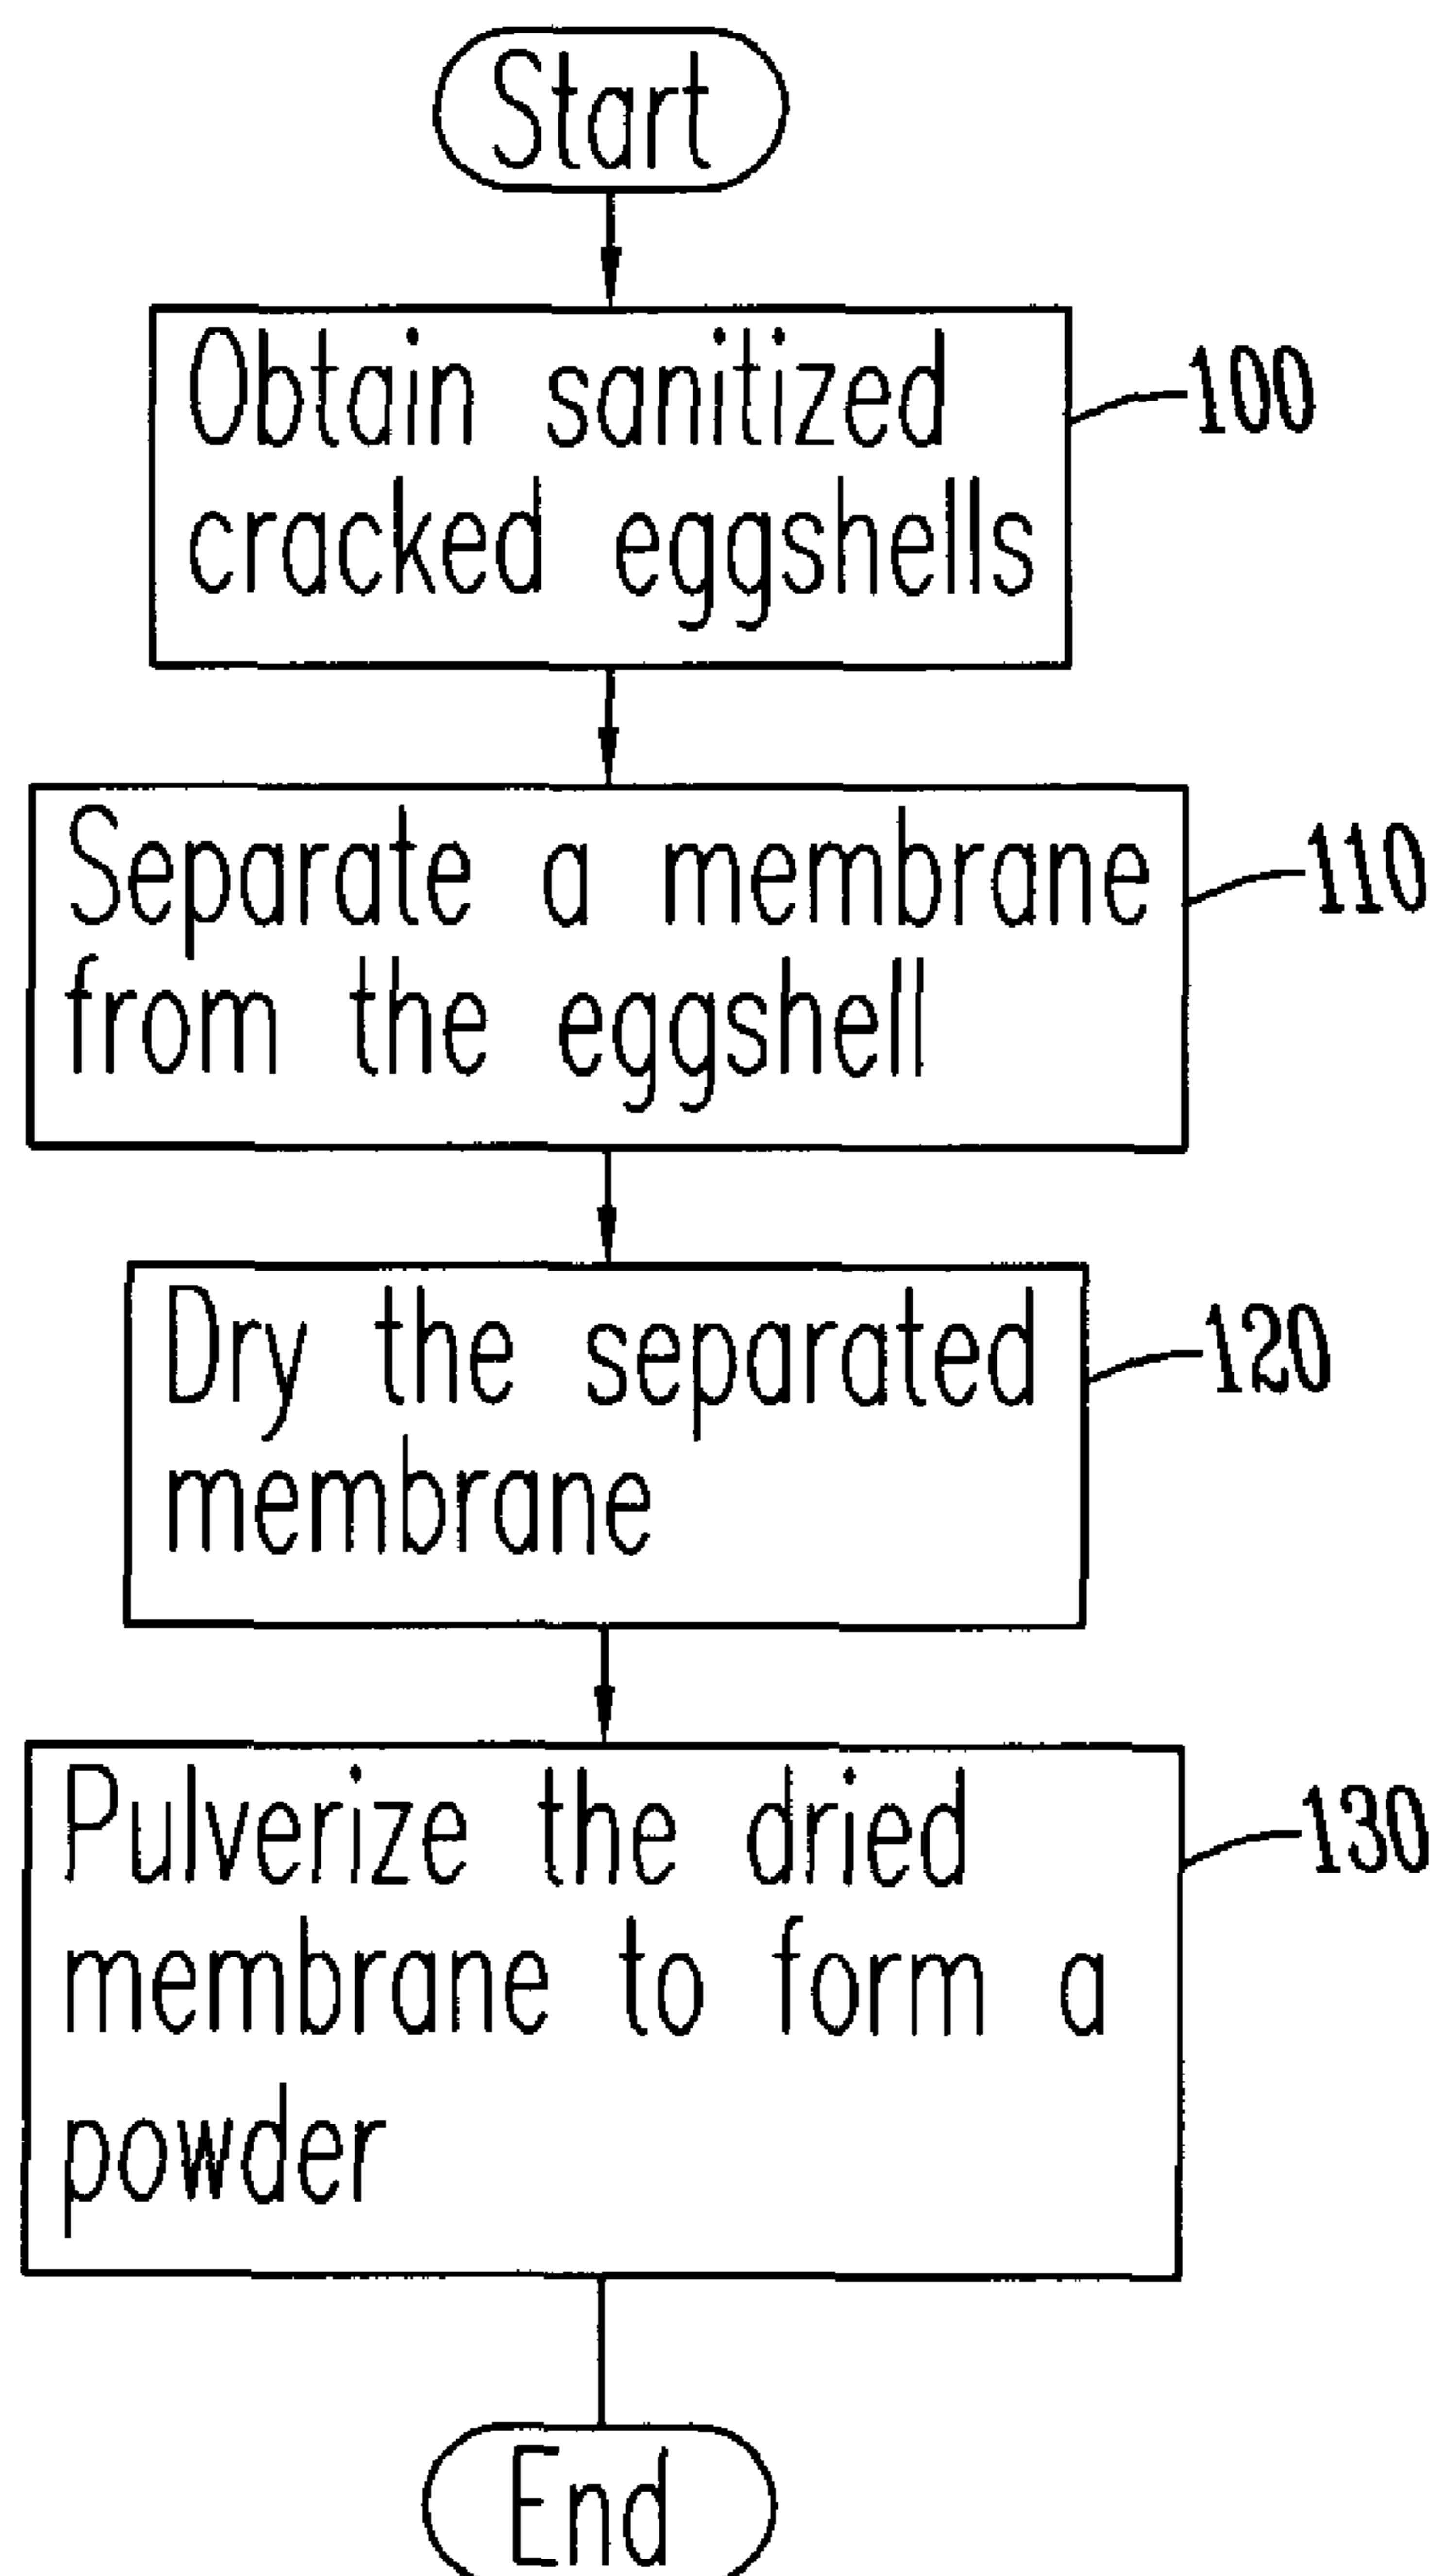 Start
Obtain sanitized
cracked eggshells
100
Separate a membrane
from the eggshell
110
Dry the separated
membrane
120
Pulverize the dried
membrane to form a
powder
130
End